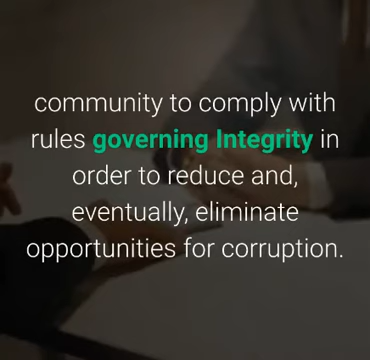 community to comply with
rules governing Integrity in
order to reduce and,
eventually, eliminate
opportunities for corruption.